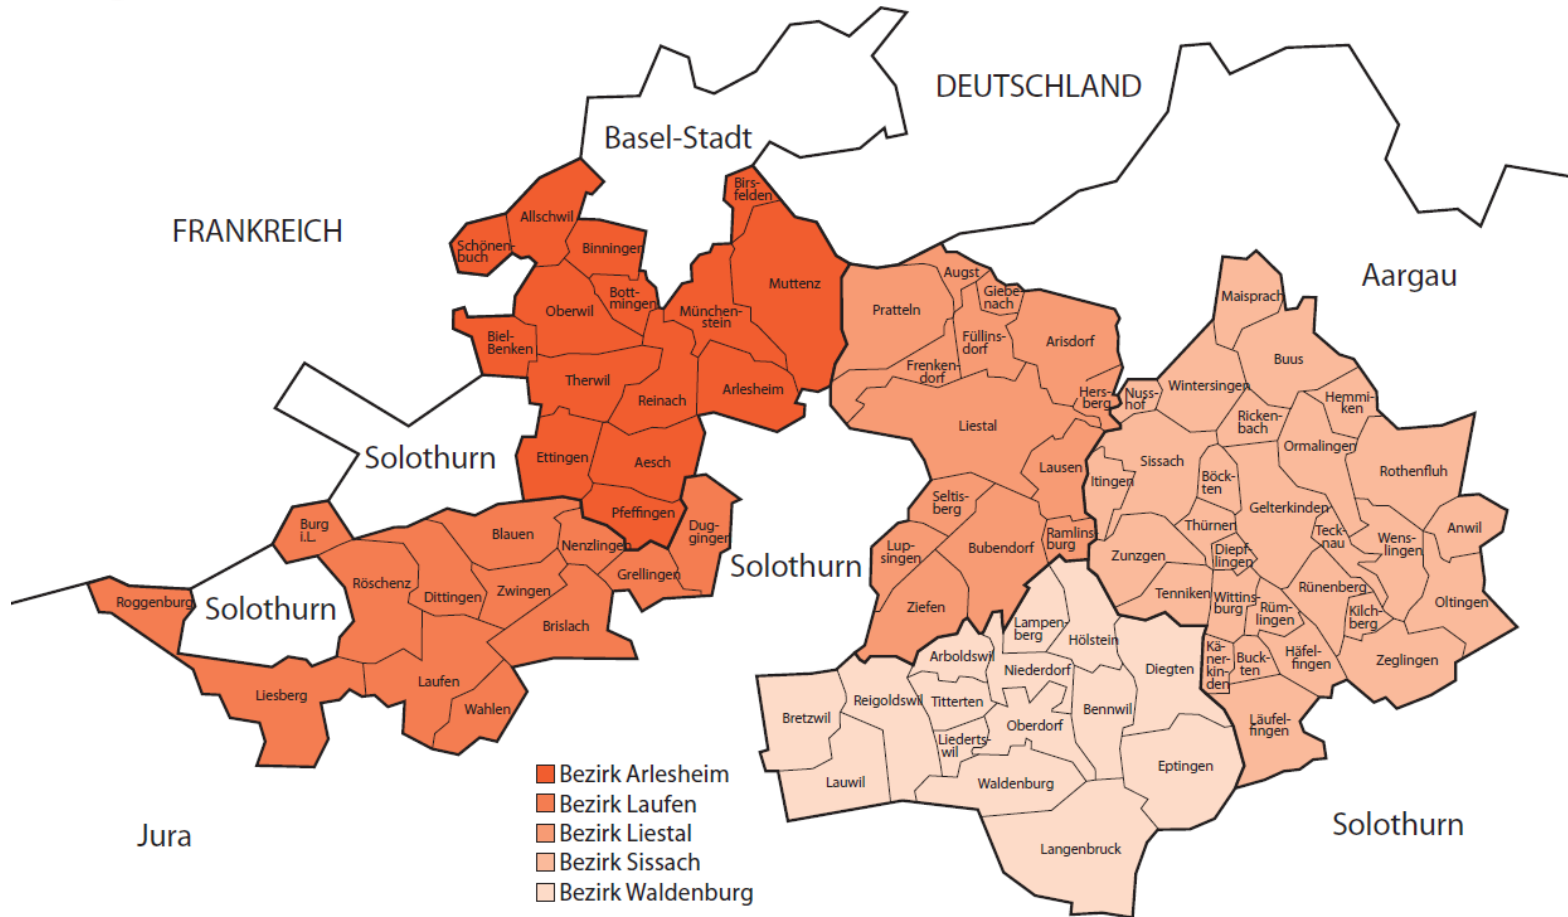 DEUTSCHLAND
Basel-Stadt
FRANKREICH
Aargau
Solothurn
Solothurn
Solothurn
Solothurn
Jura
Birs-
felden
Allschwil
Schönen-
buch
Binningen
Muttenz
Bott-
mingen
Oberwil
München-
stein
Biel-
Benken
Therwil
Reinach
Arlesheim
Ettingen
Aesch
Pfeffingen
Burg
i.L.
Blauen
Nenzlingen
Dug-
ginger
Röschenz
Dittingen
Zwingen
Grellingen
Roggenburg
Brislach
Liesberg
Laufen
Wahlen
Augst
Giebe-
nach
Pratteln
Füllins-
dorf
Arisdorf
Frenken-
dorf
Hers-
berg
Liestal
Lausen
Seltis-
berg
Lup-
singen
Bubendorf
Ramlins-
burg
Ziefen
Maisprach
Buus
Nuss-
hof
Wintersingen
Hemmi-
ken
Ricken-
bach
Ormalingen
Sissach
Itingen
Böck-
ten
Rothenfluh
Gelterkinden
Thürnen
Teck-
nau
Wens-
lingen
Anwil
Zunzgen
Diepf-
lingen
Tenniken
Wittins-
burg
Rünenberg
Rüm-
lingen
Kilch-
berg
Oltingen
Kä-
ner-
kin-
den
Buck-
ten
Häfel-
fingen
Zeglingen
Läufel-
fingen
Lampen-
berg
Hölstein
Arboldswil
Niederdorf
Diegten
Reigoldswil
Titterten
Bennwil
Bretzwil
Oberdorf
Liederts-
wil
Lauwil
Waldenburg
Eptingen
Langenbruck
Bezirk Arlesheim
Bezirk Laufen
Bezirk Liestal
Bezirk Sissach
Bezirk Waldenburg